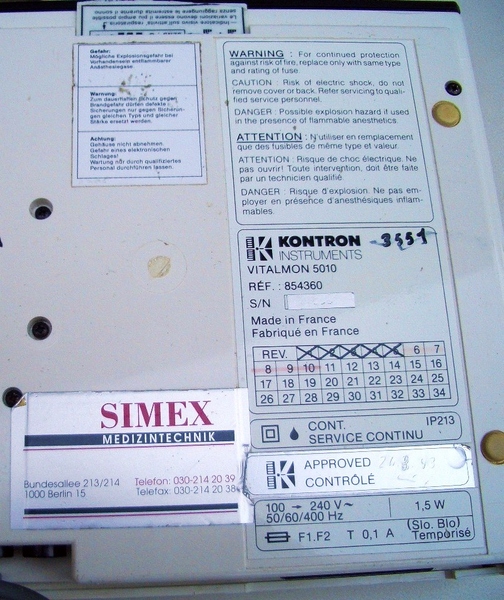 senza raggiungere respiratoria.
Gefahr:
Mögliche Explosionsgefahr bei
Vorhandensein entflammbarer
Anästhesiegase.
Warnung:
Zum dauerhaften Schutz gegen
Brandgefahr dürfen defekte
Sicherungen nur gegen Sicherun-
gen gleichen Typs und gleicher
Stärke ersetzt werden.
Achtung:
Gehäuse nicht abnehmen.
Gefahr eines elektronischen
Schlages!
Wartung nur durch qualifiziertes
Personal durchführen lassen.
WARNING : For continued protection
against risk of fire, replace only with same type
and rating of fuse.
CAUTION : Risk of electric shock, do not
remove cover or back. Refer servicing to quali-
fied service personnel.
DANGER : Possible explosion hazard if used
in the presence of flammable anesthetics.
ATTENTION : N'utiliser en remplacement
que des fusibles de même type et valeur.
ATTENTION : Risque de choc électrique. Ne
pas ouvrir! Toute intervention, doit être faite
par un technicien qualifié.
DANGER : Risque d'explosion. Ne pas em-
ployer en présence d'anesthésiques inflam-
mables.
KONTRON 3551
INSTRUMENTS
VITALMON 5010
RÉF. : 854360
S/N
Made in France
Fabriqué en France
REV. 1 2 3 4 5 6 7
8 9 10 11 12 13 14 15 16
17 18 19 20 21 22 23 24 25
26 27 28 29 30 31 32 33 34
CONT. IP213
SERVICE CONTINU
APPROVED
CONTRÔLÉ
100 → 240 V~ 1,5 W
50/60/400 Hz
F1.F2 T 0,1 A (Slo. Blo)
Temporisé
SIMEX
MEDIZINTECHNIK
Bundesallee 213/214 Telefon: 030-214 20 39
1000 Berlin 15 Telefax: 030-214 20 38